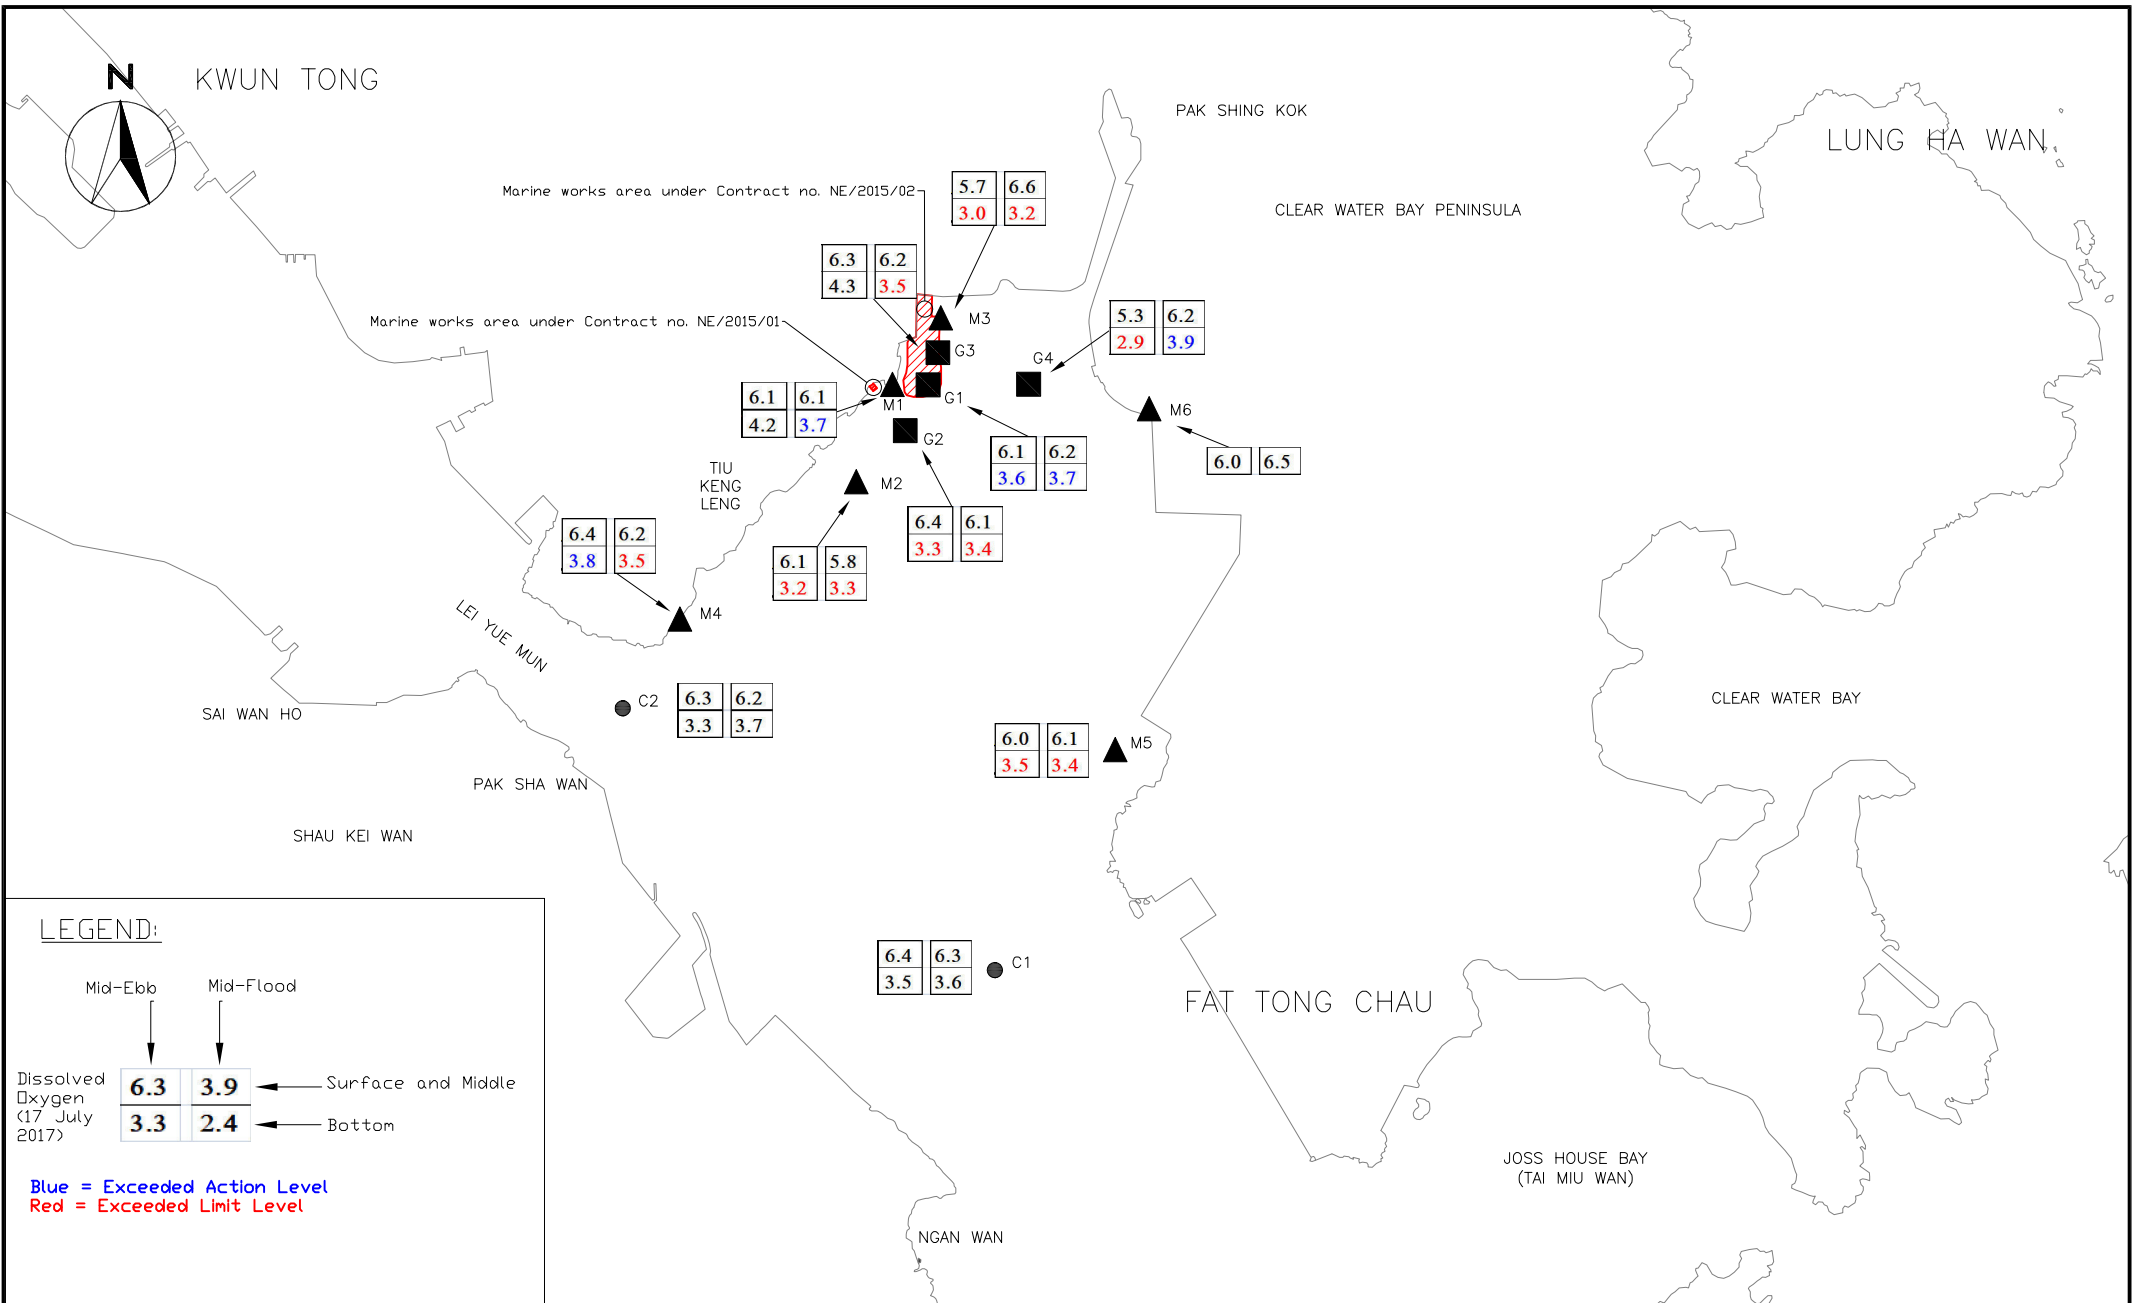 N
KWUN TONG
PAK SHING KOK
LUNG HA WAN
CLEAR WATER BAY PENINSULA
Marine works area under Contract no. NE/2015/02
5.7 6.6
3.0 3.2
6.3 6.2
4.3 3.5
M3
Marine works area under Contract no. NE/2015/01
G3
G4
5.3 6.2
2.9 3.9
6.1 6.1
4.2 3.7
M1
G1
M6
G2
6.1 6.2
3.6 3.7
6.0 6.5
TIU
KENG
LENG
M2
6.4 6.1
3.3 3.4
6.4 6.2
3.8 3.5
6.1 5.8
3.2 3.3
M4
LEI YUE MUN
C2
6.3 6.2
3.3 3.7
SAI WAN HO
CLEAR WATER BAY
6.0 6.1
3.5 3.4
M5
PAK SHA WAN
SHAU KEI WAN
6.4 6.3
3.5 3.6
C1
FAT TONG CHAU
JOSS HOUSE BAY
(TAI MIU WAN)
NGAN WAN
LEGEND:
Mid-Ebb
Mid-Flood
Dissolved
Oxygen
(17 July
2017)
6.3 3.9
3.3 2.4
Surface and Middle
Bottom
Blue = Exceeded Action Level
Red = Exceeded Limit Level